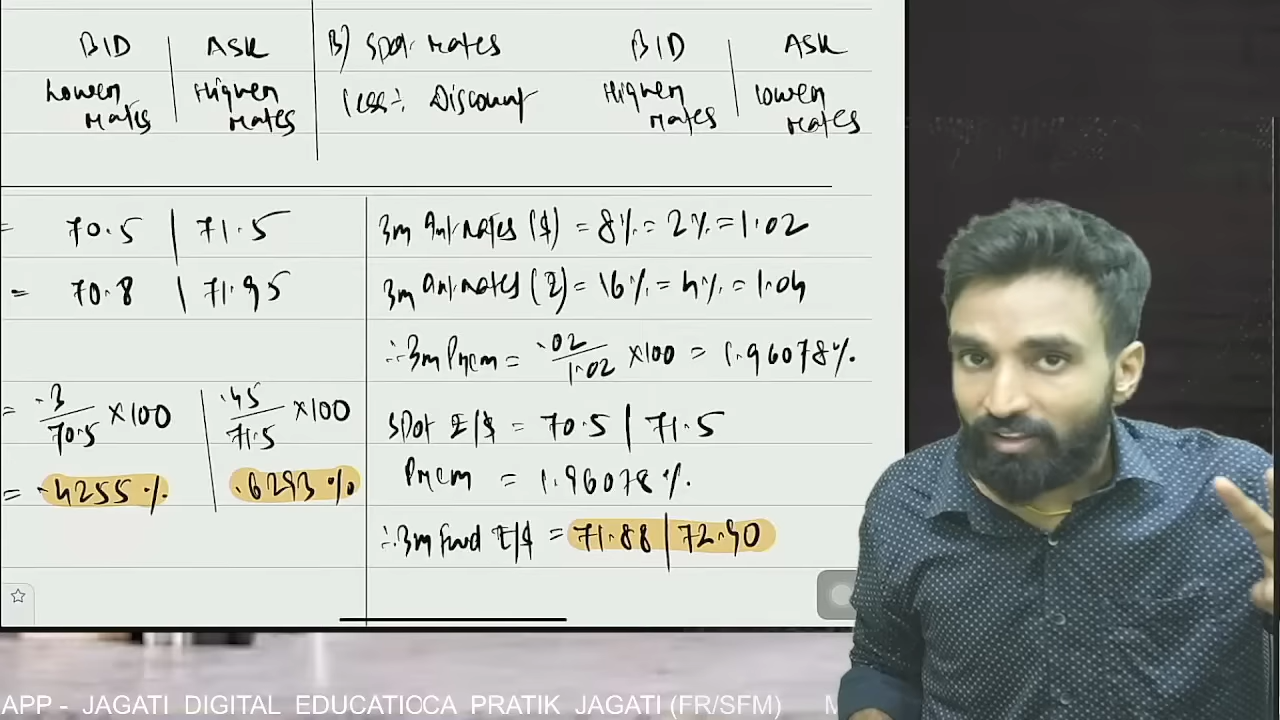 BID | ASK
Lower Rates | Higher Rates
B) Spot rates
Less:- Discount
BID | ASK
Higher Rates | Lower Rates
= 70.5 | 71.5
= 70.8 | 71.95
= .3/70.5 ×100 | .45/71.5 ×100
= .4255% | .6293%
3m Int. rates ($) = 8% = 2% = 1.02
3m Int. rates (₹) = 16% = 4% = 1.04
∴ 3m Prem = .02/1.02 ×100 = 1.96078%.
Spot ₹/$ = 70.5 | 71.5
Prem = 1.96078%.
∴ 3m Fwd ₹/$ = 71.88 | 72.90
APP - JAGATI DIGITAL EDUCATIOCA PRATIK JAGATI (FR/SFM) M